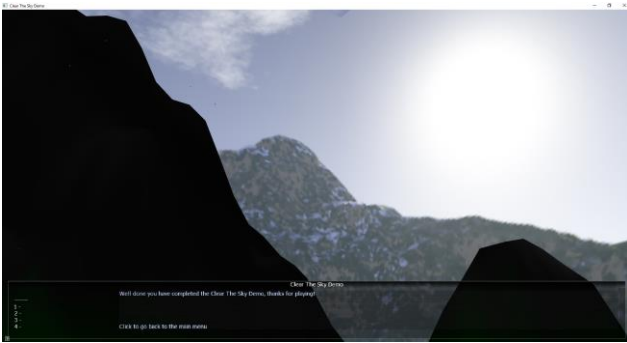 Clear The Sky Demo
Clear The Sky Demo
Well done you have completed the Clear The Sky Demo, thanks for playing!
1 -
2 -
3 -
4 -
Click to go back to the main menu